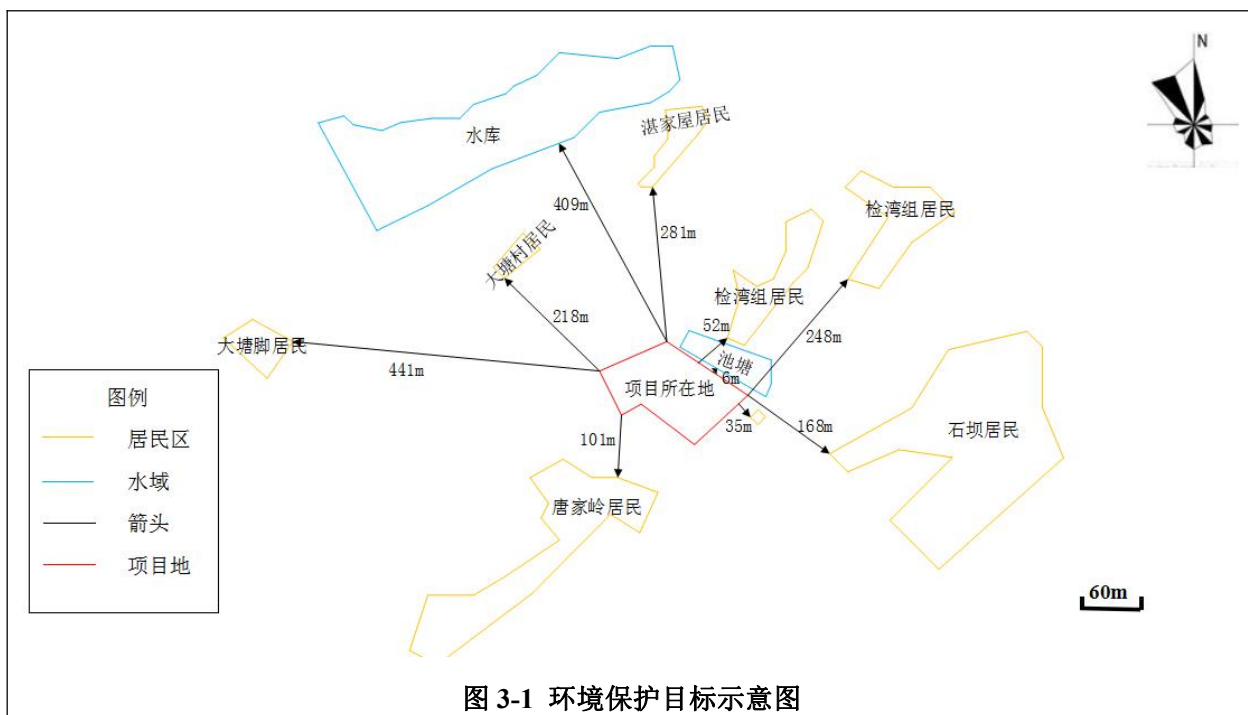 N
水库
湛家屋居民
检湾组居民
409m
281m
大塘村居民
检湾组居民
218m
52m
248m
大塘脚居民
441m
池塘
6m
项目所在地
图例
居民区
水域
箭头
项目地
101m
35m
168m
石坝居民
唐家岭居民
60m
图 3-1 环境保护目标示意图